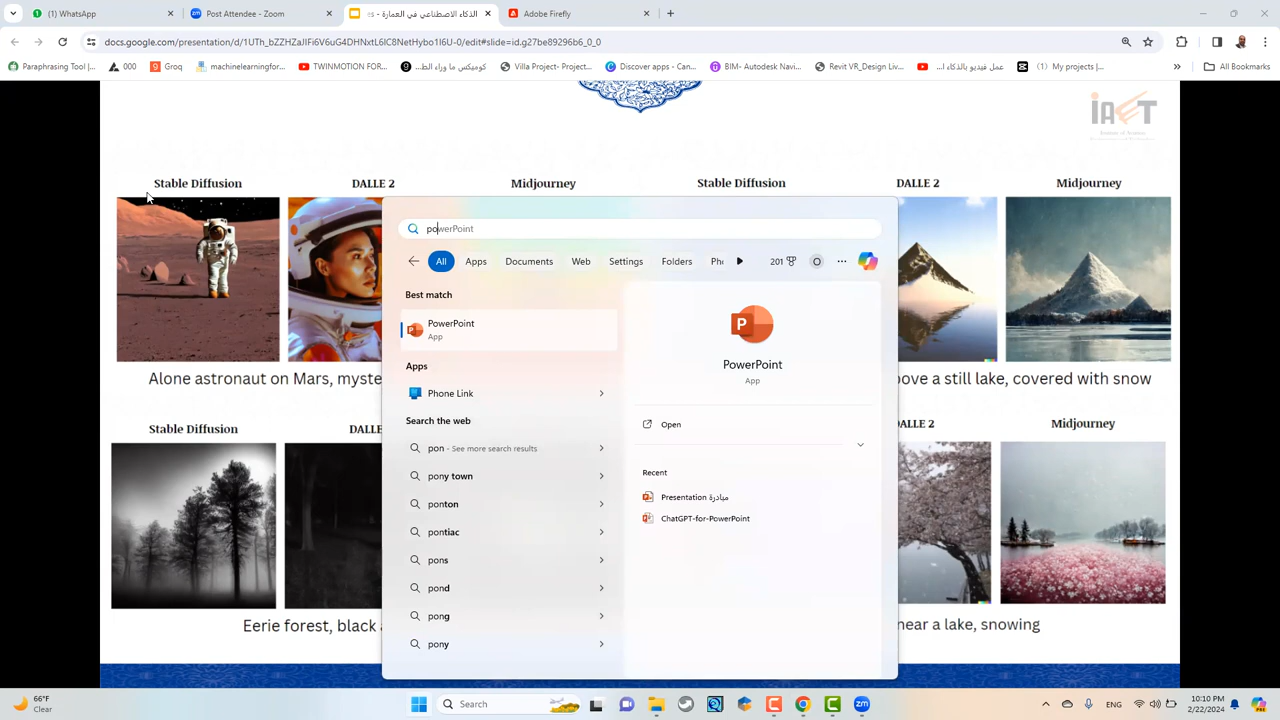 (1) WhatsApp
Post Attendee - Zoom
الذكاء الاصطناعي في العمارة - es
Adobe Firefly
docs.google.com/presentation/d/1UTh_bZZHZaJIFi6V6uG4DHNxtL6IC8NetHybo1I6U-0/edit#slide=id.g27be89296b6_0_0
Paraphrasing Tool |...
000
Groq
machinelearningfor...
TWINMOTION FOR...
كوميكس ما وراء الط...
Villa Project- Project...
Discover apps - Can...
BIM- Autodesk Navi...
Revit VR_Design Liv...
عمل فيديو بالذكاء ا...
(1) My projects |...
All Bookmarks
IAET
Stable Diffusion
DALLE 2
Midjourney
Stable Diffusion
DALLE 2
Midjourney
powerPoint
All
Apps
Documents
Web
Settings
Folders
Pho
201
O
Best match
PowerPoint
App
Apps
Phone Link
Search the web
pon - See more search results
pony town
ponton
pontiac
pons
pond
pong
pony
PowerPoint
App
Open
Recent
Presentation مبادرة
ChatGPT-for-PowerPoint
Alone astronaut on Mars, myste
ove a still lake, covered with snow
Stable Diffusion
DALLE
ALLE 2
Midjourney
Eerie forest, black a
near a lake, snowing
66°F
Clear
Search
ENG
10:10 PM
2/22/2024